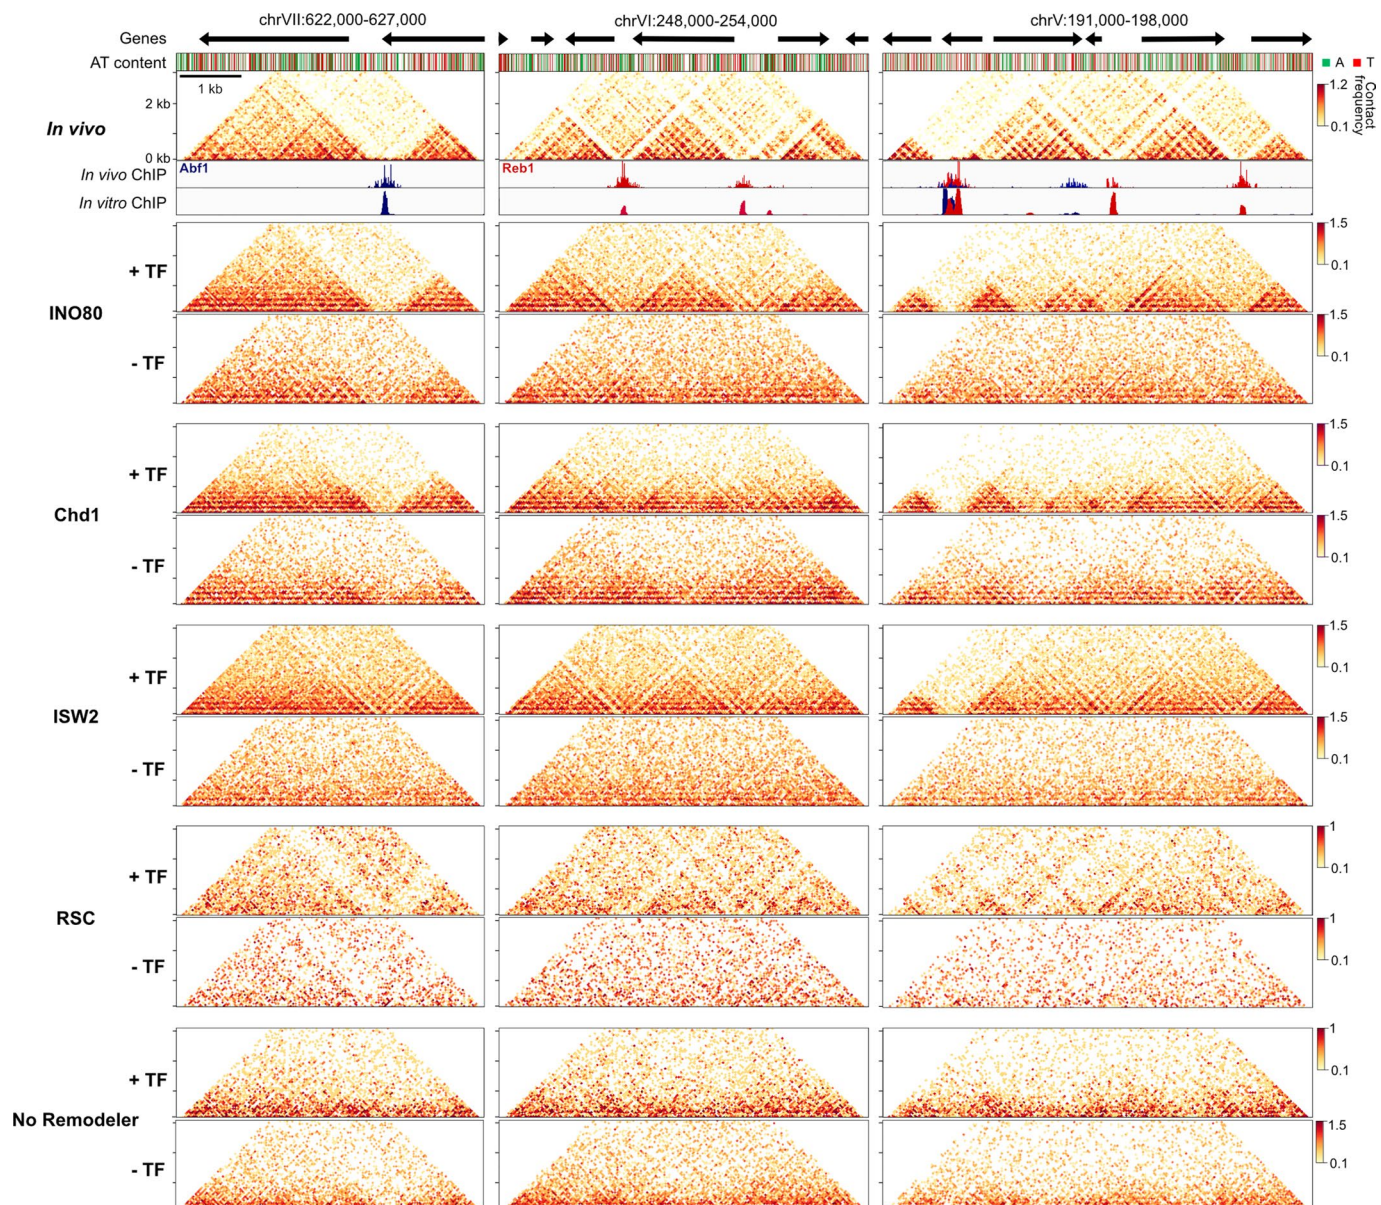 chrVII:622,000-627,000 chrVI:248,000-254,000 chrV:191,000-198,000
Genes
AT content A T
1 kb
2 kb
In vivo
0 kb
1.2
0.1
Contact frequency
Abf1 Reb1
In vivo ChIP
In vitro ChIP
INO80
+ TF 1.5 0.1
- TF 1.5 0.1
Chd1
+ TF 1.5 0.1
- TF 1.5 0.1
ISW2
+ TF 1.5 0.1
- TF 1.5 0.1
RSC
+ TF 1 0.1
- TF 1 0.1
No Remodeler
+ TF 1 0.1
- TF 1.5 0.1